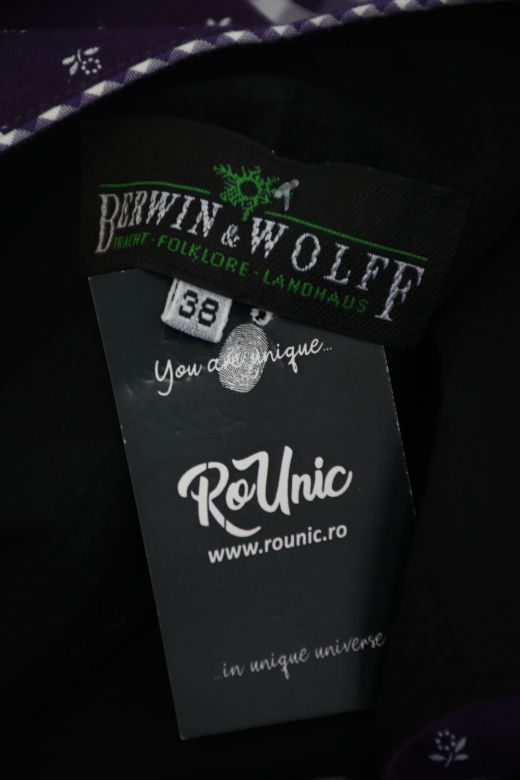 BERWIN & WOLFF
TRACHT · FOLKLORE · LANDHAUS
38
You are unique...
RoUnic
www.rounic.ro
...in unique universe